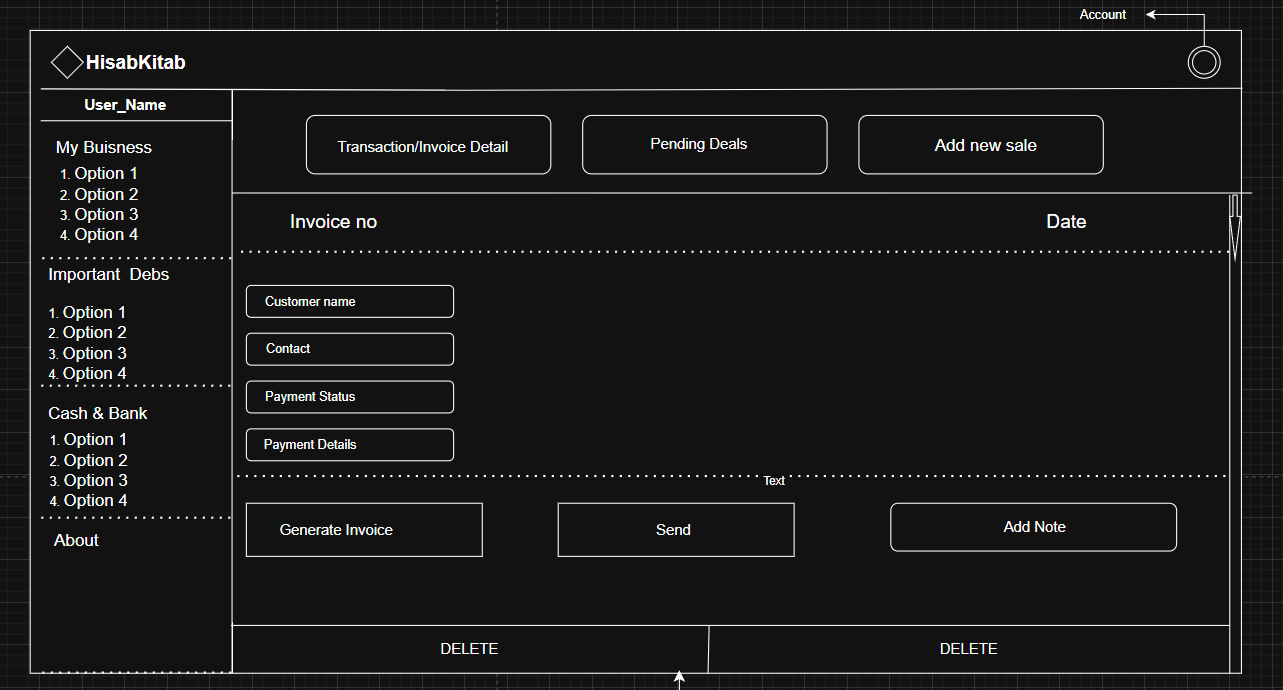 Account
HisabKitab
User_Name
My Buisness
1. Option 1
2. Option 2
3. Option 3
4. Option 4
Important Debs
1. Option 1
2. Option 2
3. Option 3
4. Option 4
Cash & Bank
1. Option 1
2. Option 2
3. Option 3
4. Option 4
About
Transaction/Invoice Detail
Pending Deals
Add new sale
Invoice no
Date
Customer name
Contact
Payment Status
Payment Details
Text
Generate Invoice
Send
Add Note
DELETE
DELETE